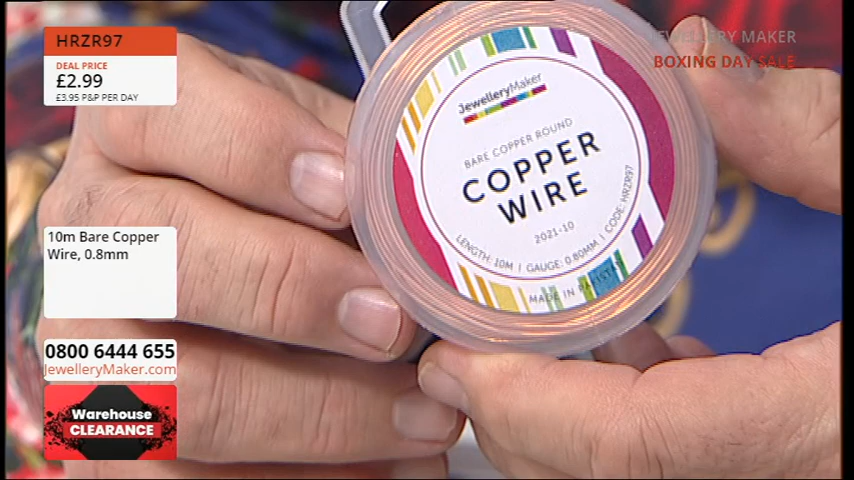 HRZR97
DEAL PRICE
£2.99
£3.95 P&P PER DAY
10m Bare Copper
Wire, 0.8mm
0800 6444 655
JewelleryMaker.com
Warehouse
CLEARANCE
JEWELLERY MAKER
BOXING DAY SALE
JewelleryMaker
BARE COPPER ROUND
COPPER
WIRE
2021-10
LENGTH: 10M | GAUGE: 0.80MM | CODE: HRZR97
MADE IN